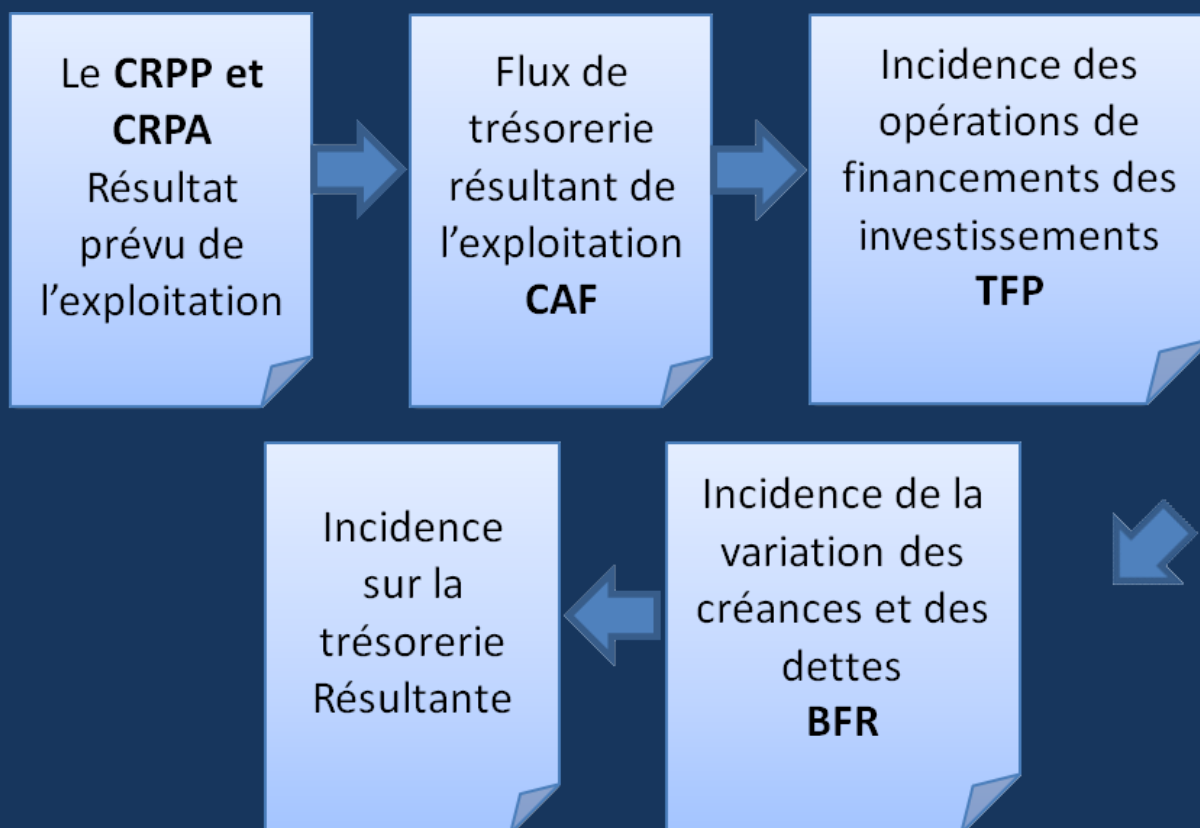 Le CRPP et
CRPA
Résultat
prévu de
l'exploitation
Flux de
trésorerie
résultant de
l'exploitation
CAF
Incidence des
opérations de
financements des
investissements
TFP
Incidence de la
variation des
créances et des
dettes
BFR
Incidence
sur la
trésorerie
Résultante